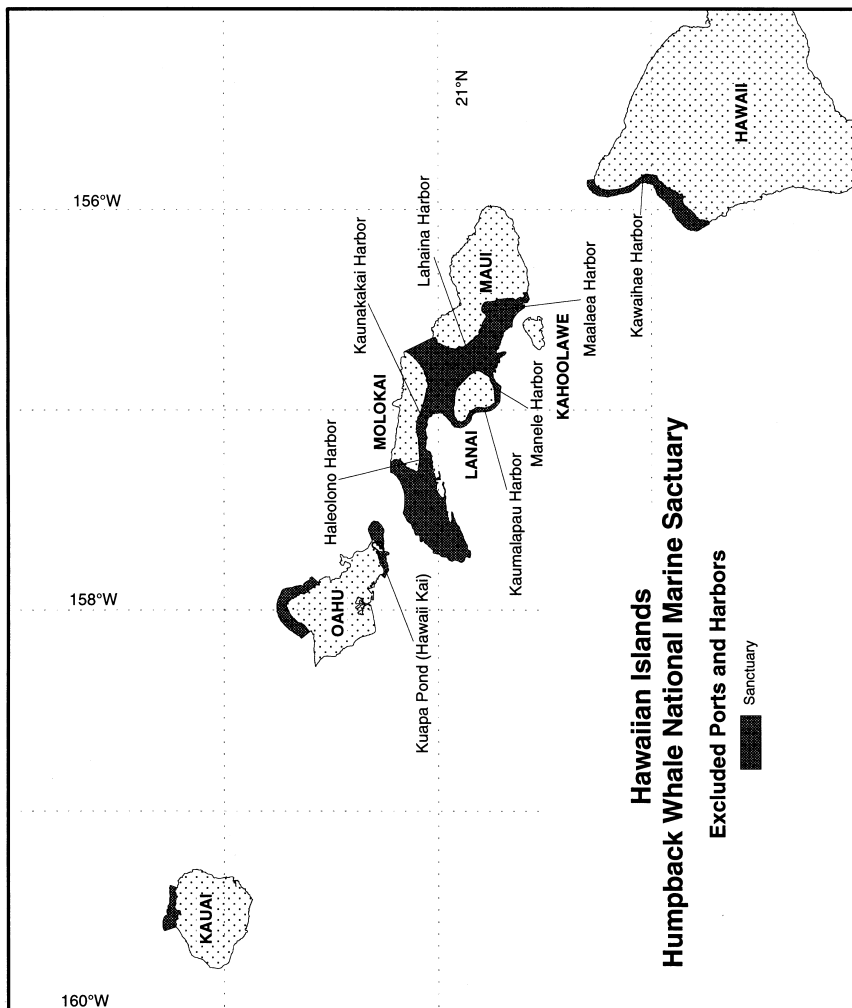 Hawaiian Islands
Humpback Whale National Marine Sactuary
Excluded Ports and Harbors
Sanctuary
160°W
158°W
156°W
21°N
KAUAI
OAHU
MOLOKAI
LANAI
MAUI
KAHOOLAWE
HAWAII
Kuapa Pond (Hawaii Kai)
Haleolono Harbor
Kaunakakai Harbor
Lahaina Harbor
Kaumalapau Harbor
Manele Harbor
Maalaea Harbor
Kawaihae Harbor